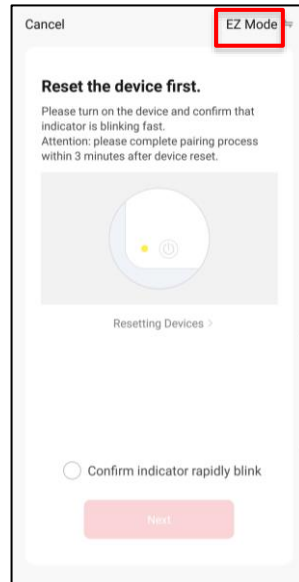 Cancel EZ Mode
Reset the device first.
Please turn on the device and confirm that
indicator is blinking fast.
Attention: please complete pairing process
within 3 minutes after device reset.
Resetting Devices >
Confirm indicator rapidly blink
Next